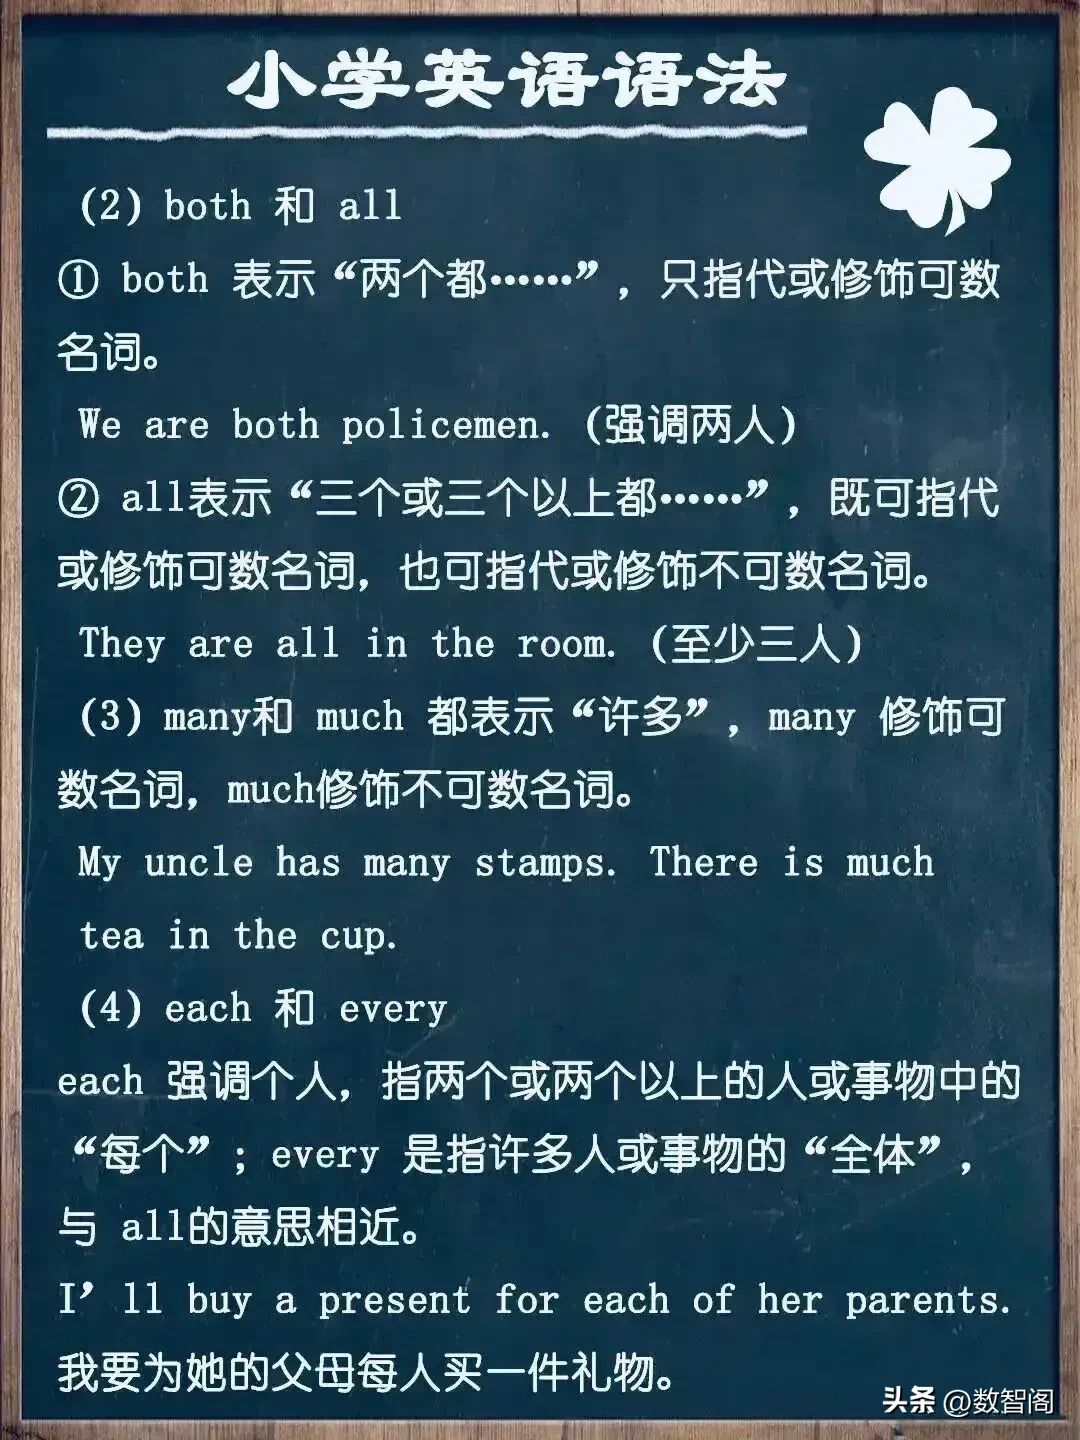 小学英语语法
(2) both 和 all
① both 表示“两个都……”，只指代或修饰可数
名词。
We are both policemen. (强调两人)
② all表示“三个或三个以上都……”，既可指代
或修饰可数名词，也可指代或修饰不可数名词。
They are all in the room. (至少三人)
(3) many和 much 都表示“许多”，many 修饰可
数名词，much修饰不可数名词。
My uncle has many stamps. There is much
tea in the cup.
(4) each 和 every
each 强调个人，指两个或两个以上的人或事物中的
“每个”；every 是指许多人或事物的“全体”，
与 all的意思相近。
I’ll buy a present for each of her parents.
我要为她的父母每人买一件礼物。
头条 @数智阁